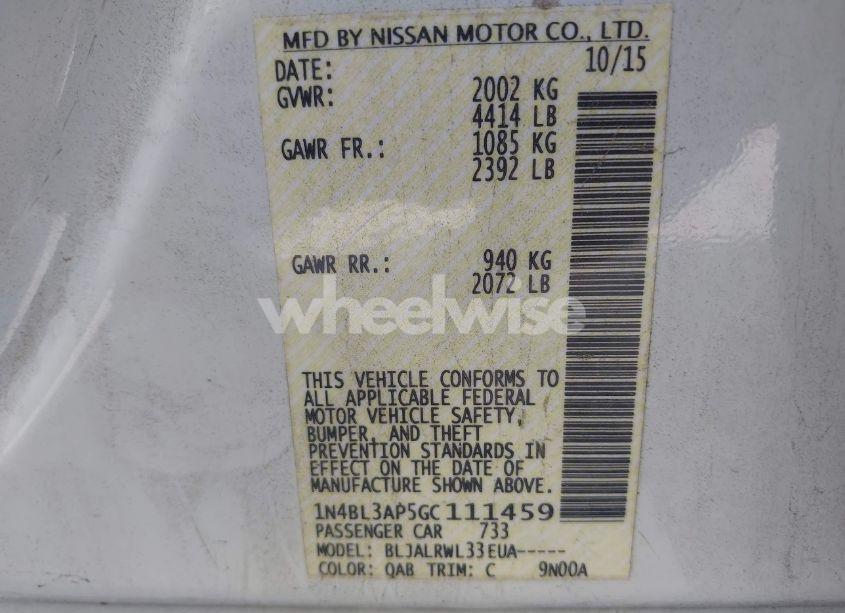 MFD BY NISSAN MOTOR CO., LTD.
DATE: 10/15
GVWR: 2002 KG
4414 LB
GAWR FR.: 1085 KG
2392 LB
GAWR RR.: 940 KG
2072 LB
wheelwise
THIS VEHICLE CONFORMS TO
ALL APPLICABLE FEDERAL
MOTOR VEHICLE SAFETY,
BUMPER, AND THEFT
PREVENTION STANDARDS IN
EFFECT ON THE DATE OF
MANUFACTURE SHOWN ABOVE.
1N4BL3AP5GC111459
PASSENGER CAR 733
MODEL: BLJALRWL33EUA-----
COLOR: QAB TRIM: C 9N00A